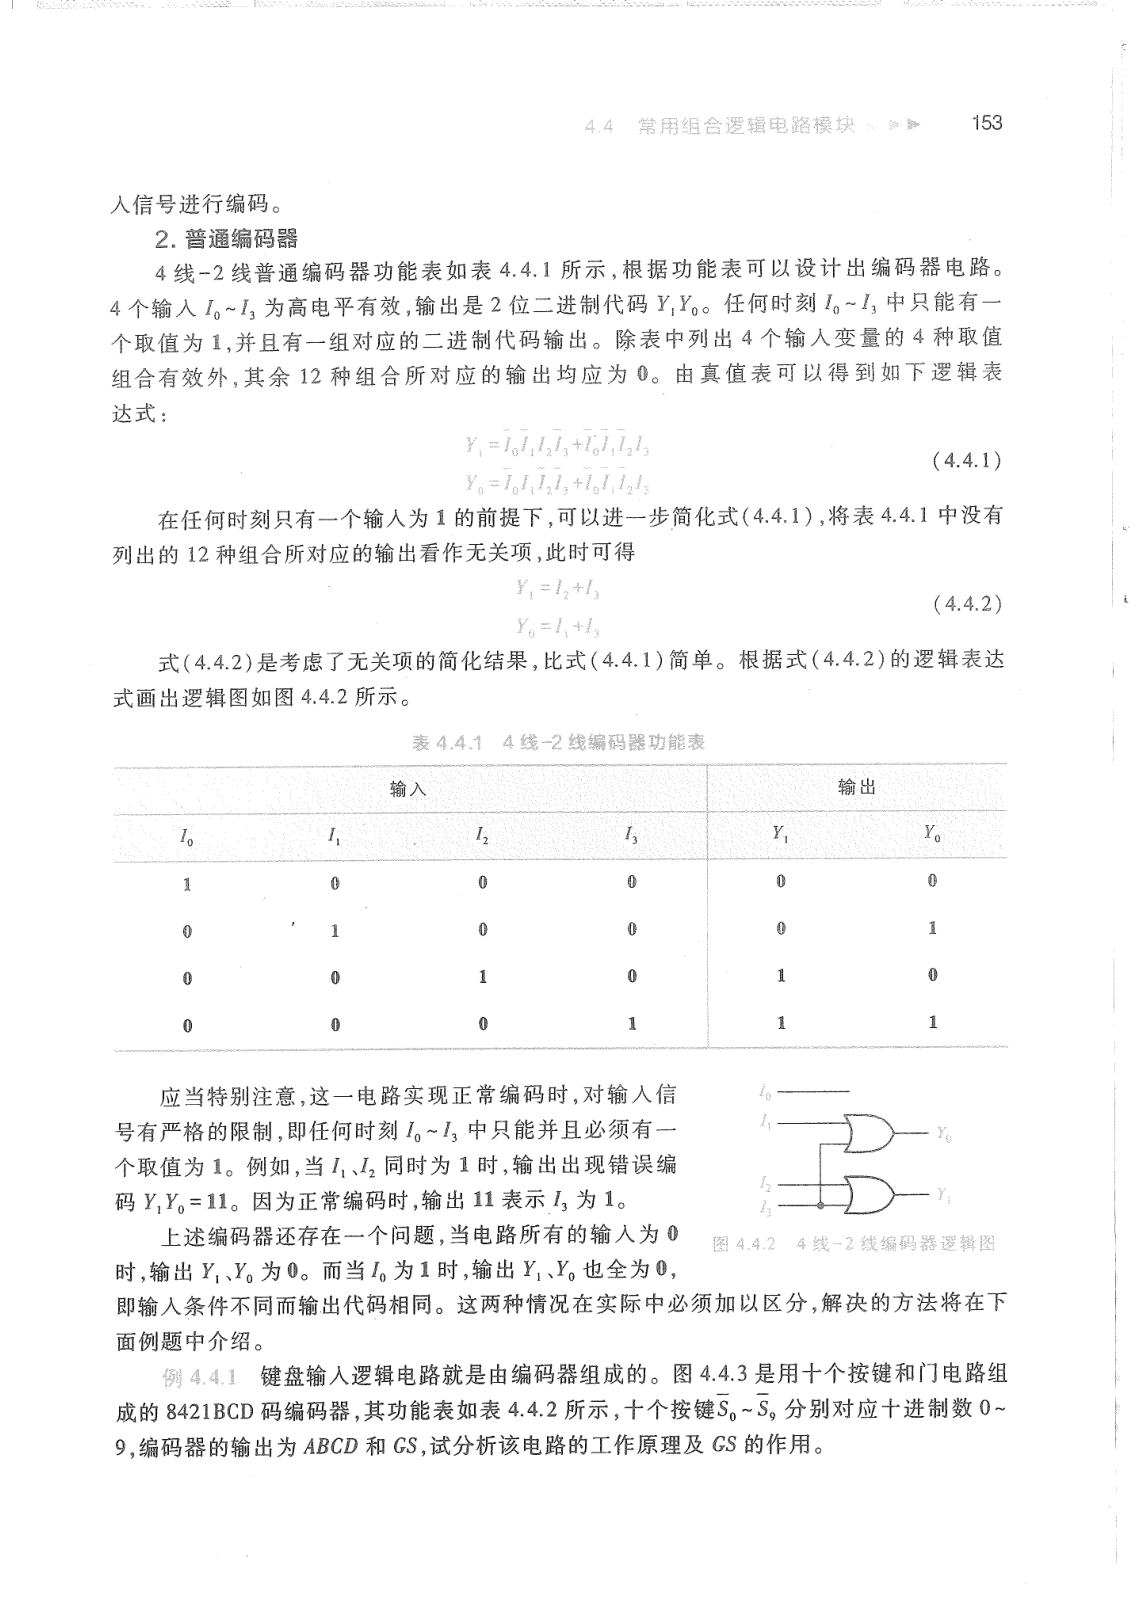 4.4 常用组合逻辑电路模块 ▶▶ 153
入信号进行编码。
2. 普通编码器
4 线-2 线普通编码器功能表如表 4.4.1 所示,根据功能表可以设计出编码器电路。
4 个输入 I₀~I₃ 为高电平有效,输出是 2 位二进制代码 Y₁Y₀。任何时刻 I₀~I₃ 中只能有一
个取值为 1,并且有一组对应的二进制代码输出。除表中列出 4 个输入变量的 4 种取值
组合有效外,其余 12 种组合所对应的输出均应为 0。由真值表可以得到如下逻辑表
达式:
Y₁ = I̅₀I̅₁I₂I̅₃+I̅₀I̅₁I̅₂I₃
(4.4.1)
Y₀ = I̅₀I₁I̅₂I̅₃+I̅₀I̅₁I̅₂I₃
在任何时刻只有一个输入为 1 的前提下,可以进一步简化式(4.4.1),将表 4.4.1 中没有
列出的 12 种组合所对应的输出看作无关项,此时可得
Y₁ = I₂+I₃
(4.4.2)
Y₀ = I₁+I₃
式(4.4.2)是考虑了无关项的简化结果,比式(4.4.1)简单。根据式(4.4.2)的逻辑表达
式画出逻辑图如图 4.4.2 所示。
表 4.4.1 4 线-2 线编码器功能表
输入 输出
I₀ I₁ I₂ I₃ Y₁ Y₀
1 0 0 0 0 0
0 1 0 0 0 1
0 0 1 0 1 0
0 0 0 1 1 1
应当特别注意,这一电路实现正常编码时,对输入信
号有严格的限制,即任何时刻 I₀~I₃ 中只能并且必须有一
个取值为 1。例如,当 I₁、I₂ 同时为 1 时,输出出现错误编
码 Y₁Y₀=11。因为正常编码时,输出 11 表示 I₃ 为 1。
上述编码器还存在一个问题,当电路所有的输入为 0
时,输出 Y₁、Y₀ 为 0。而当 I₀ 为 1 时,输出 Y₁、Y₀ 也全为 0,
I₀
I₁
Y₀
I₂
Y₁
I₃
图 4.4.2 4 线-2 线编码器逻辑图
即输入条件不同而输出代码相同。这两种情况在实际中必须加以区分,解决的方法将在下
面例题中介绍。
例 4.4.1 键盘输入逻辑电路就是由编码器组成的。图 4.4.3 是用十个按键和门电路组
成的 8421BCD 码编码器,其功能表如表 4.4.2 所示,十个按键S̅₀~S̅₉ 分别对应十进制数 0~
9,编码器的输出为 ABCD 和 GS,试分析该电路的工作原理及 GS 的作用。